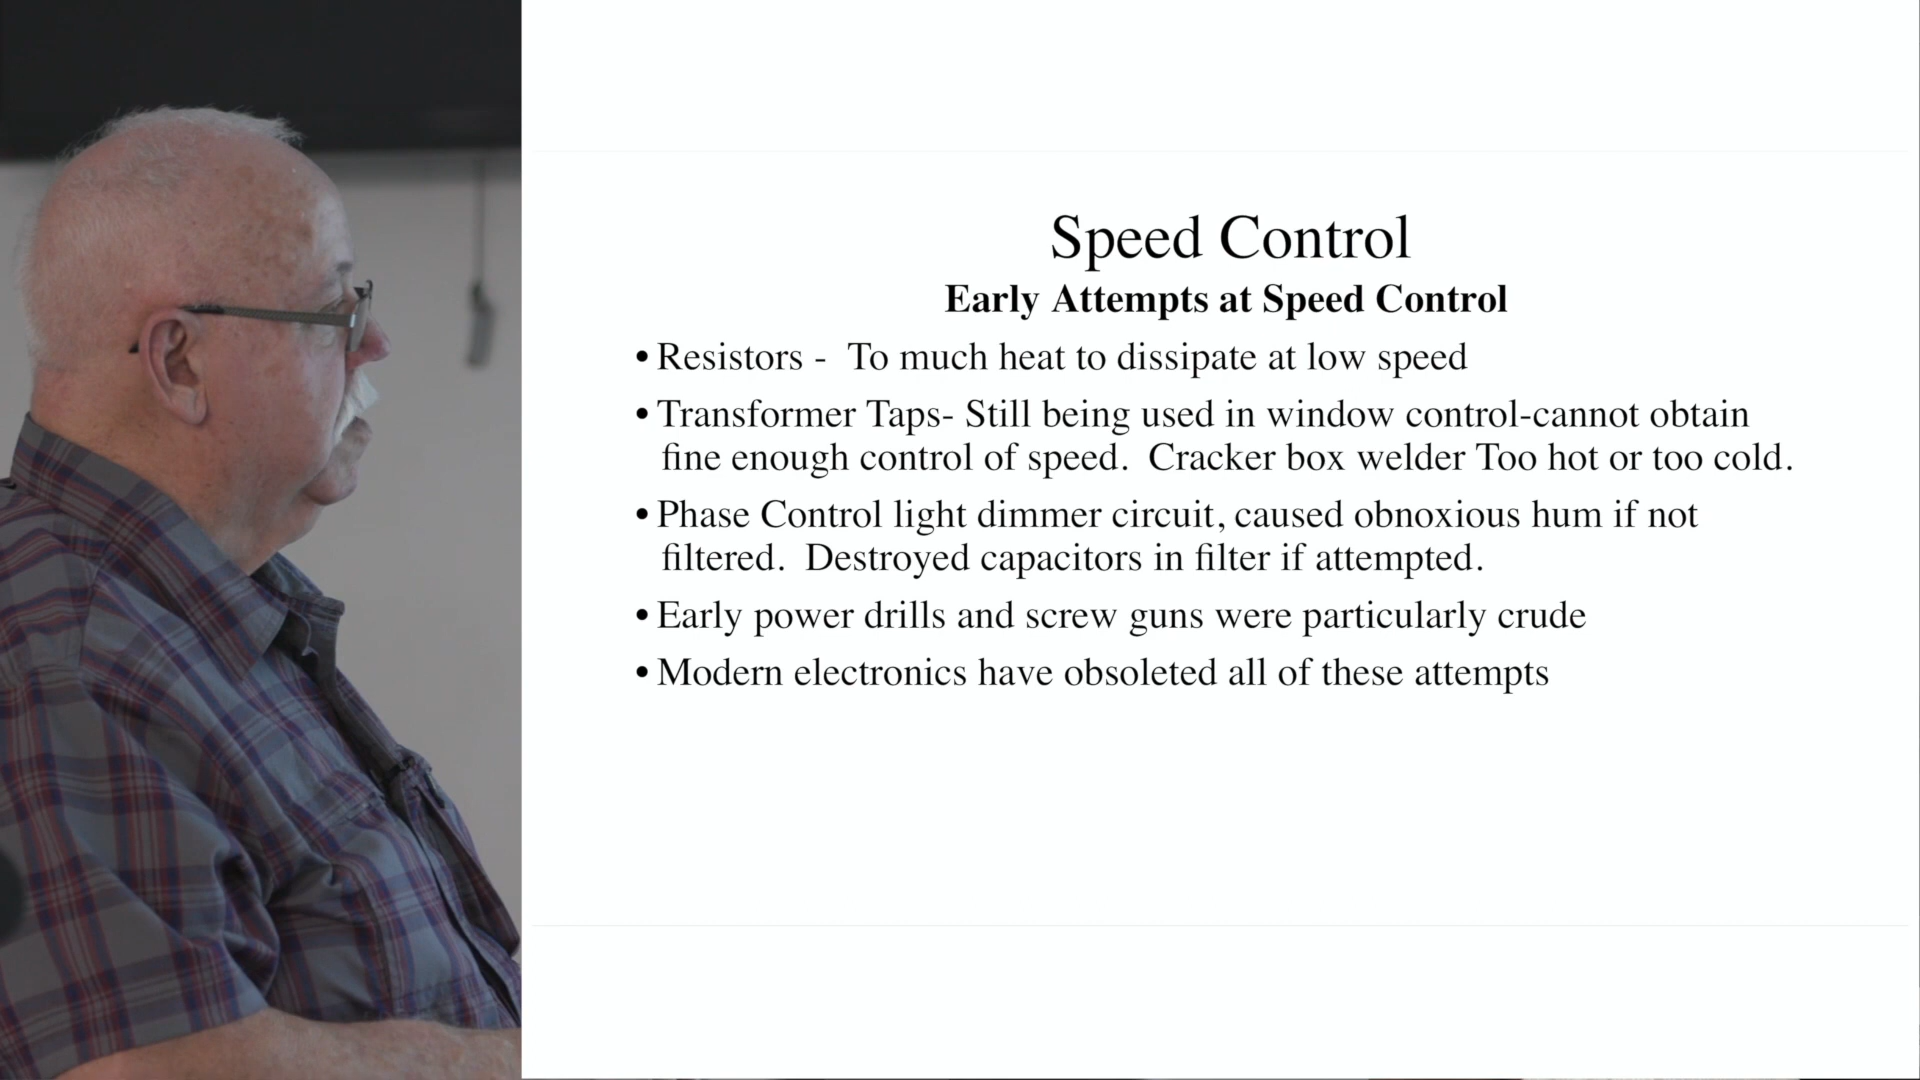 Speed Control
Early Attempts at Speed Control
• Resistors -  To much heat to dissipate at low speed
• Transformer Taps- Still being used in window control-cannot obtain
fine enough control of speed.  Cracker box welder Too hot or too cold.
• Phase Control light dimmer circuit, caused obnoxious hum if not
filtered.  Destroyed capacitors in filter if attempted.
• Early power drills and screw guns were particularly crude
• Modern electronics have obsoleted all of these attempts